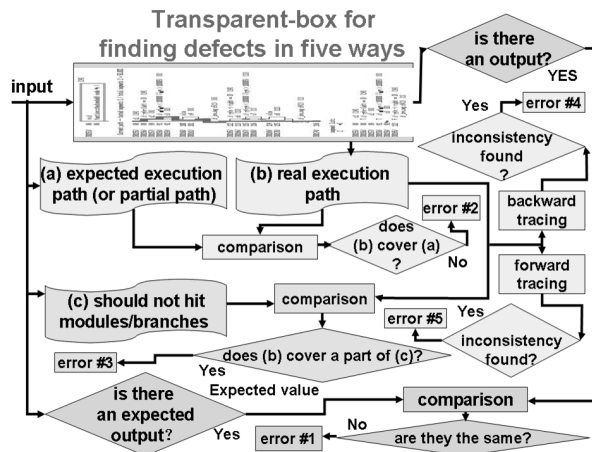 Transparent-box for
finding defects in five ways
is there
an output?
YES
input
Yes
error #4
inconsistency
found
?
(a) expected execution
path (or partial path)
(b) real execution
path
error #2
backward
tracing
comparison
does
(b) cover (a)
?
No
forward
tracing
(c) should not hit
modules/branches
comparison
Yes
error #5
inconsistency
found?
does (b) cover a part of (c)?
error #3
Yes
Expected value
is there
an expected
output?
Yes
comparison
error #1
No
are they the same?